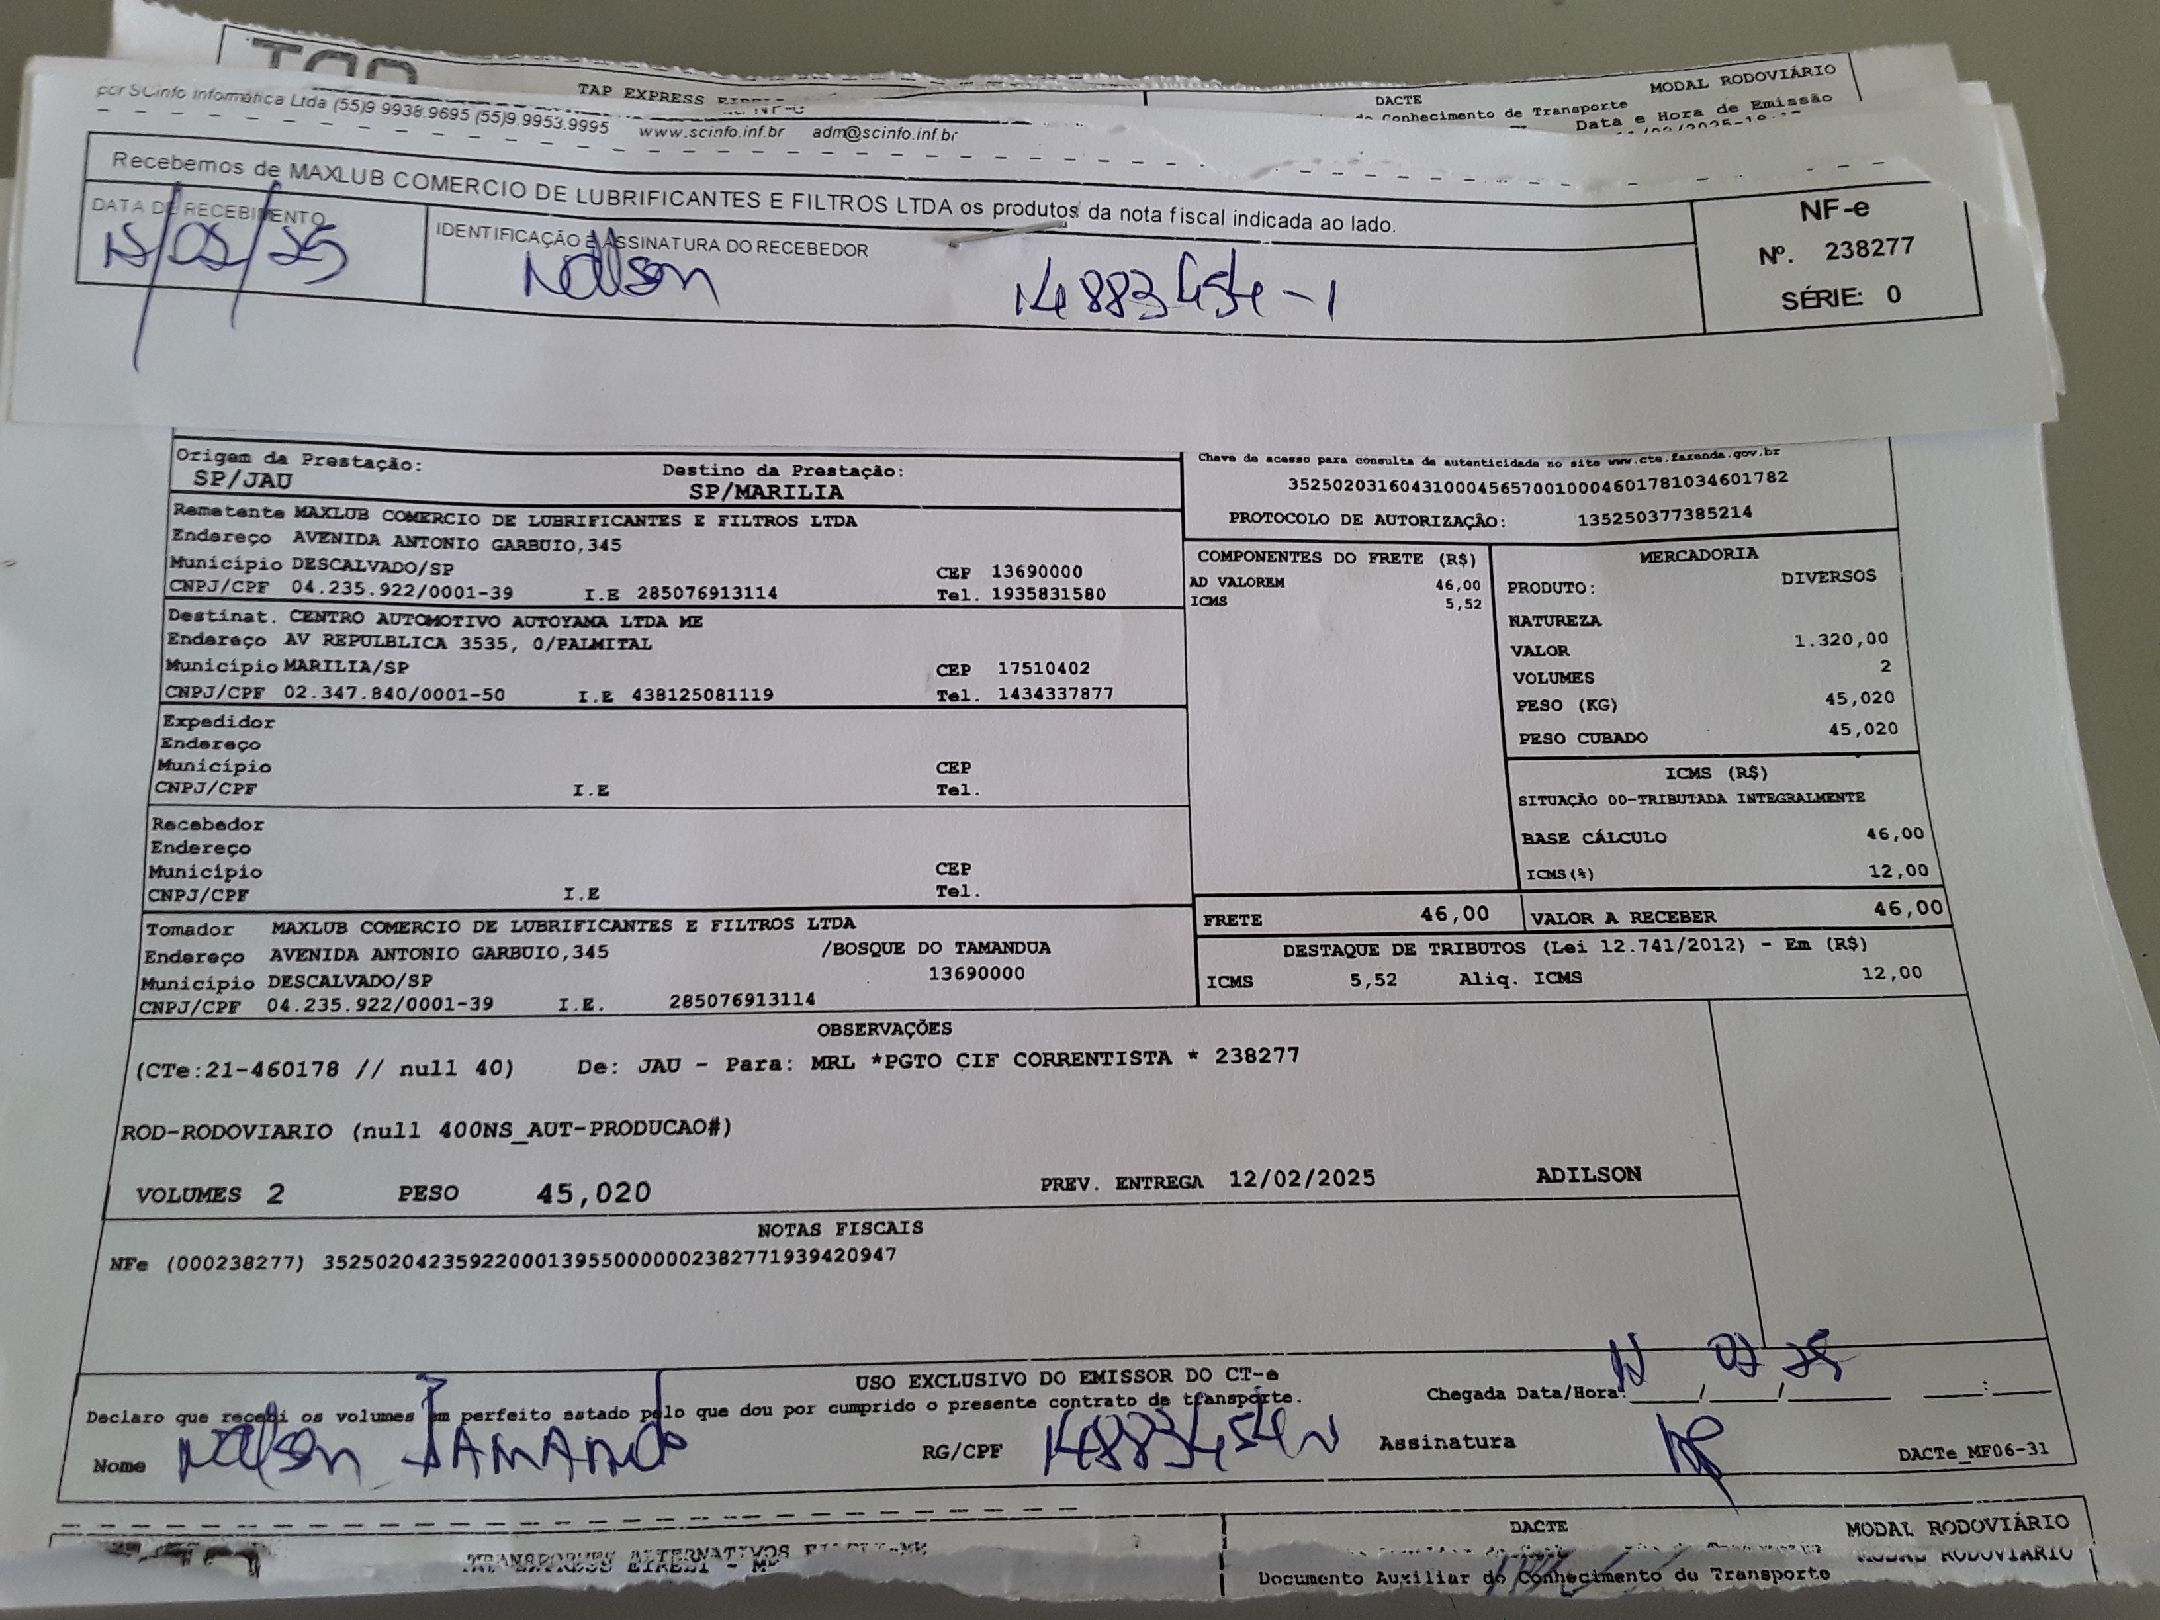 TAP EXPRESS
DACTE
MODAL RODOVIÁRIO
Conhecimento de Transporte
Data e Hora de Emissão
por SCinfo Informática Ltda (55)9 9938.9695 (55)9.9953.9995 www.scinfo.inf.br adm@scinfo.inf.br
Recebemos de MAXLUB COMERCIO DE LUBRIFICANTES E FILTROS LTDA os produtos da nota fiscal indicada ao lado.
NF-e
Nº. 238277
SÉRIE: 0
DATA DE RECEBIMENTO
IDENTIFICAÇÃO E ASSINATURA DO RECEBEDOR
Nelson
14883454-1
Origem da Prestação:
SP/JAU
Destino da Prestação:
SP/MARILIA
Chave de acesso para consulta de autenticidade no site www.cte.fazenda.gov.br
35250203160431000456570010004601781034601782
PROTOCOLO DE AUTORIZAÇÃO: 135250377385214
Remetente MAXLUB COMERCIO DE LUBRIFICANTES E FILTROS LTDA
Endereço AVENIDA ANTONIO GARBUIO,345
Município DESCALVADO/SP CEP 13690000
CNPJ/CPF 04.235.922/0001-39 I.E 285076913114 Tel. 1935831580
Destinat. CENTRO AUTOMOTIVO AUTOYAMA LTDA ME
Endereço AV REPULBLICA 3535, 0/PALMITAL
Município MARILIA/SP CEP 17510402
CNPJ/CPF 02.347.840/0001-50 I.E 438125081119 Tel. 1434337877
Expedidor
Endereço
Município CEP
CNPJ/CPF I.E Tel.
Recebedor
Endereço
Município CEP
CNPJ/CPF I.E Tel.
Tomador MAXLUB COMERCIO DE LUBRIFICANTES E FILTROS LTDA
Endereço AVENIDA ANTONIO GARBUIO,345 /BOSQUE DO TAMANDUA
Município DESCALVADO/SP 13690000
CNPJ/CPF 04.235.922/0001-39 I.E. 285076913114
COMPONENTES DO FRETE (R$)
AD VALOREM 46,00
ICMS 5,52
MERCADORIA
PRODUTO: DIVERSOS
NATUREZA
VALOR 1.320,00
VOLUMES 2
PESO (KG) 45,020
PESO CUBADO 45,020
ICMS (R$)
SITUAÇÃO 00-TRIBUTADA INTEGRALMENTE
BASE CÁLCULO 46,00
ICMS(%) 12,00
FRETE 46,00 VALOR A RECEBER 46,00
DESTAQUE DE TRIBUTOS (Lei 12.741/2012) - Em (R$)
ICMS 5,52 Aliq. ICMS 12,00
OBSERVAÇÕES
(CTe:21-460178 // null 40) De: JAU - Para: MRL *PGTO CIF CORRENTISTA * 238277
ROD-RODOVIARIO (null 400NS_AUT-PRODUCAO#)
VOLUMES 2 PESO 45,020 PREV. ENTREGA 12/02/2025 ADILSON
NOTAS FISCAIS
NFe (000238277) 35250204235922000139550000002382771939420947
USO EXCLUSIVO DO EMISSOR DO CT-e
Declaro que recebi os volumes em perfeito estado pelo que dou por cumprido o presente contrato de transporte.
Chegada Data/Hora: / / :
Nome Nelson RG/CPF Assinatura
DACTe_MF06-31
DACTE
MODAL RODOVIÁRIO
Documento Auxiliar do Conhecimento de Transporte